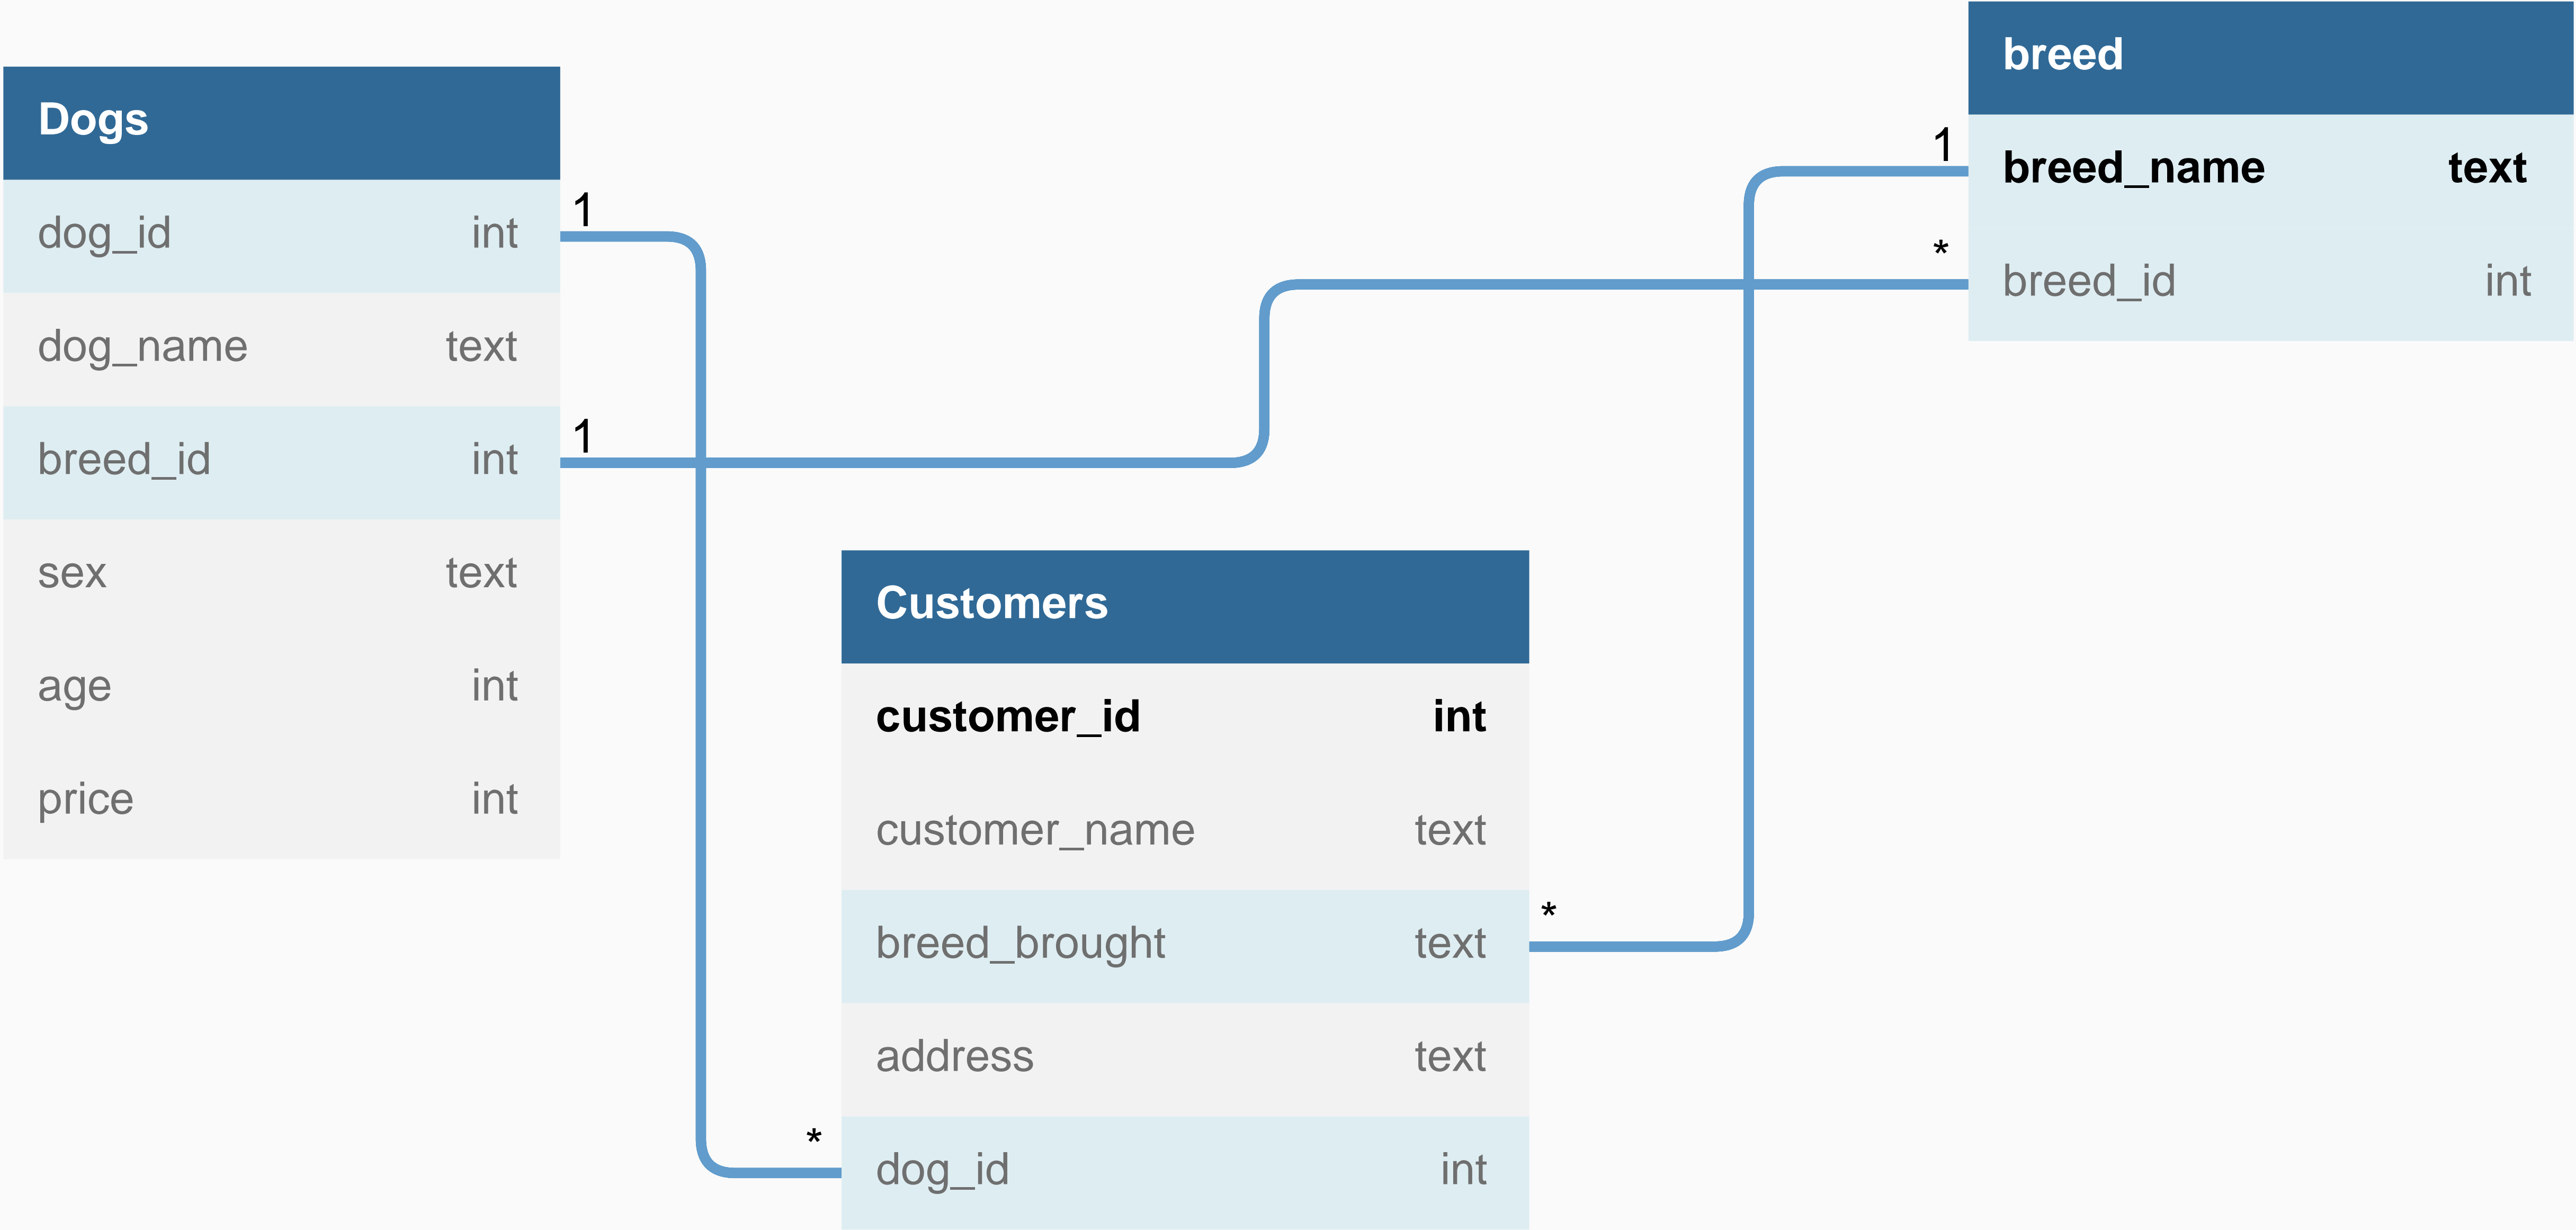 Dogs
dog_id int
dog_name text
breed_id int
sex text
age int
price int
1
1
breed
breed_name text
breed_id int
1
*
Customers
customer_id int
customer_name text
breed_brought text
address text
dog_id int
*
*